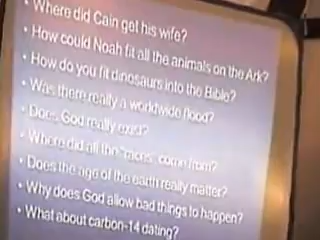 • Where did Cain get his wife?
• How could Noah fit all the animals on the Ark?
• How do you fit dinosaurs into the Bible?
• Was there really a worldwide flood?
• Does God really exist?
• Where did all the "races" come from?
• Does the age of the earth really matter?
• Why does God allow bad things to happen?
• What about carbon-14 dating?